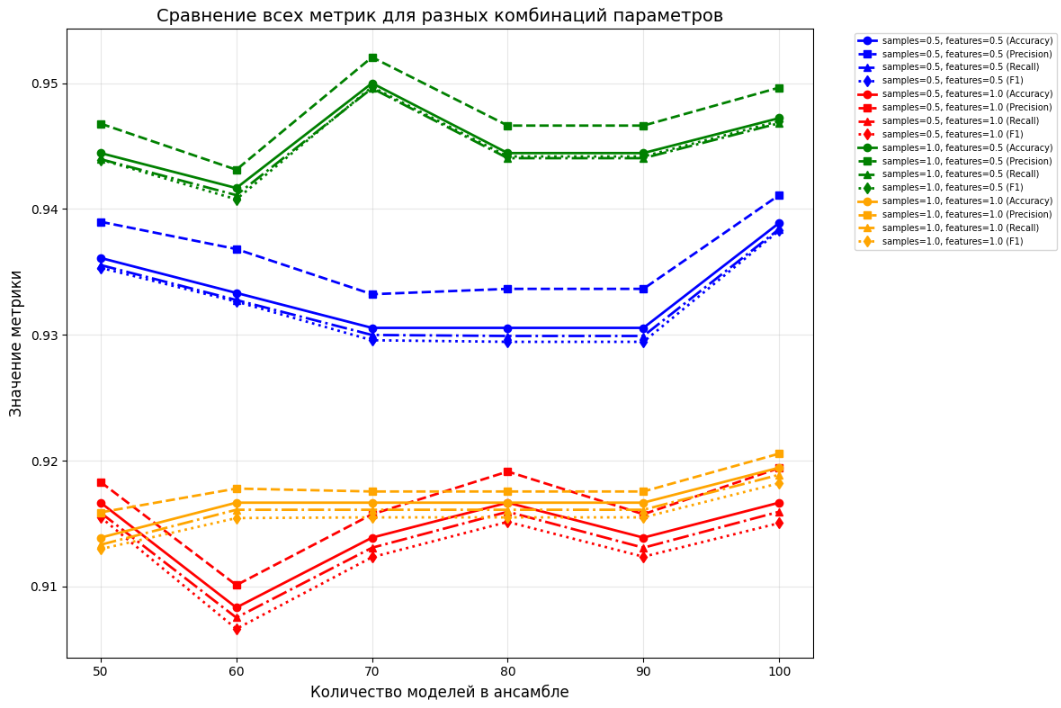 Сравнение всех метрик для разных комбинаций параметров
samples=0.5, features=0.5 (Accuracy)
samples=0.5, features=0.5 (Precision)
samples=0.5, features=0.5 (Recall)
samples=0.5, features=0.5 (F1)
samples=0.5, features=1.0 (Accuracy)
samples=0.5, features=1.0 (Precision)
samples=0.5, features=1.0 (Recall)
samples=0.5, features=1.0 (F1)
samples=1.0, features=0.5 (Accuracy)
samples=1.0, features=0.5 (Precision)
samples=1.0, features=0.5 (Recall)
samples=1.0, features=0.5 (F1)
samples=1.0, features=1.0 (Accuracy)
samples=1.0, features=1.0 (Precision)
samples=1.0, features=1.0 (Recall)
samples=1.0, features=1.0 (F1)
Значение метрики
0.95
0.94
0.93
0.92
0.91
50 60 70 80 90 100
Количество моделей в ансамбле